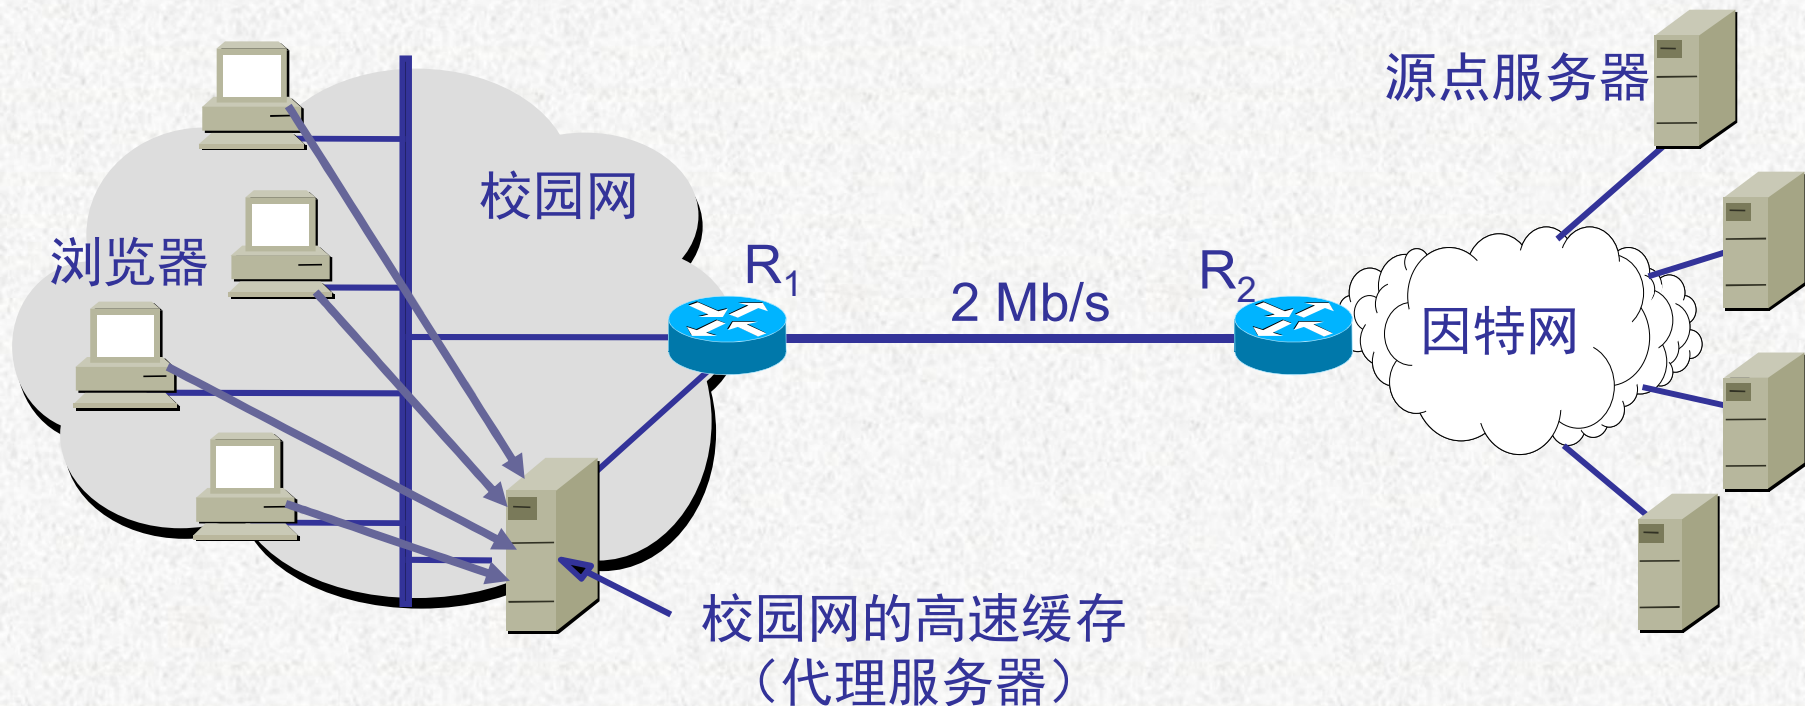 源点服务器
校园网
浏览器
R1
2 Mb/s
R2
因特网
校园网的高速缓存
（代理服务器）